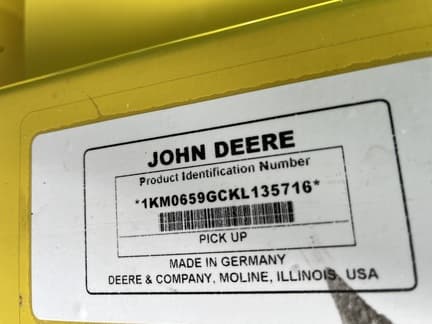 JOHN DEERE
Product Identification Number
*1KM0659GCKL135716*
PICK UP
MADE IN GERMANY
DEERE & COMPANY, MOLINE, ILLINOIS, USA